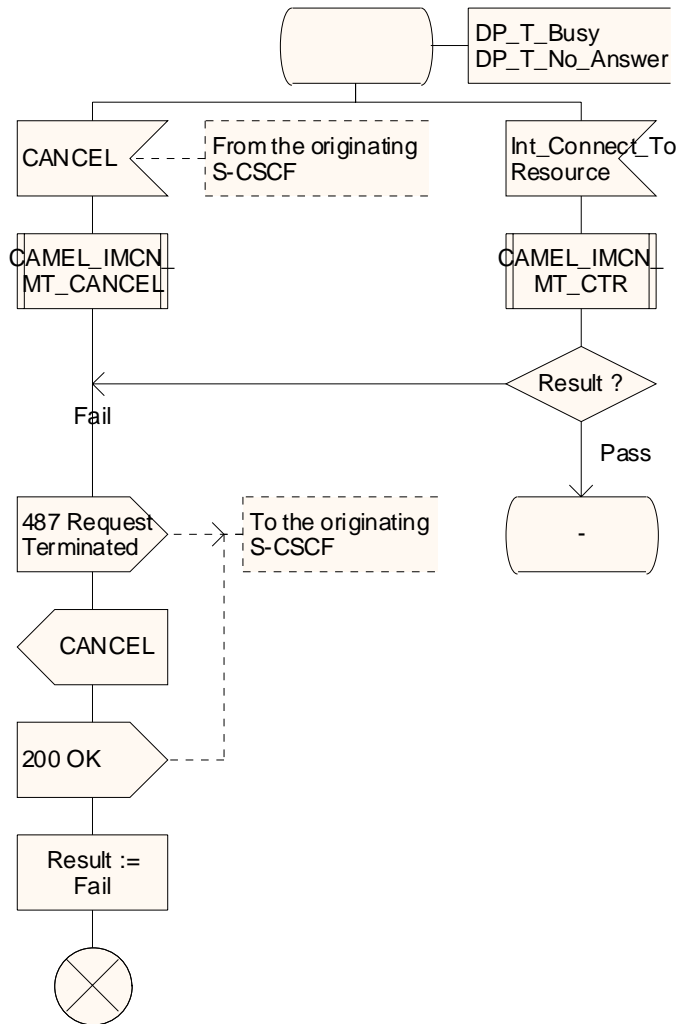 DP_T_Busy
DP_T_No_Answer
CANCEL
From the originating
S-CSCF
Int_Connect_To
Resource
CAMEL_IMCN_
MT_CANCEL
CAMEL_IMCN_
MT_CTR
Result ?
Fail
Pass
487 Request
Terminated
To the originating
S-CSCF
-
CANCEL
200 OK
Result :=
Fail